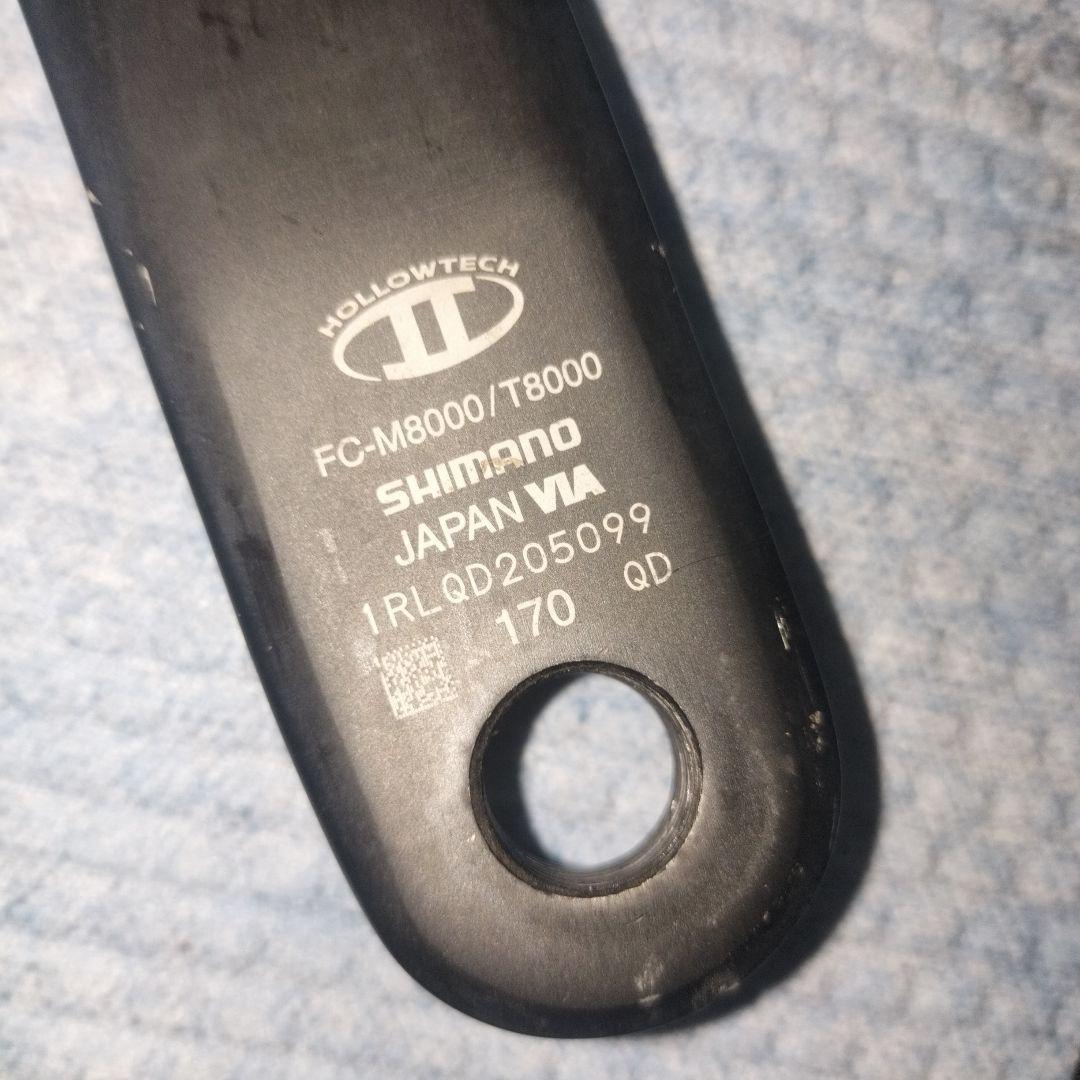 HOLLOWTECH
II
FC-M8000/T8000
SHIMANO
JAPAN VIA
1RLQD205099
170 QD